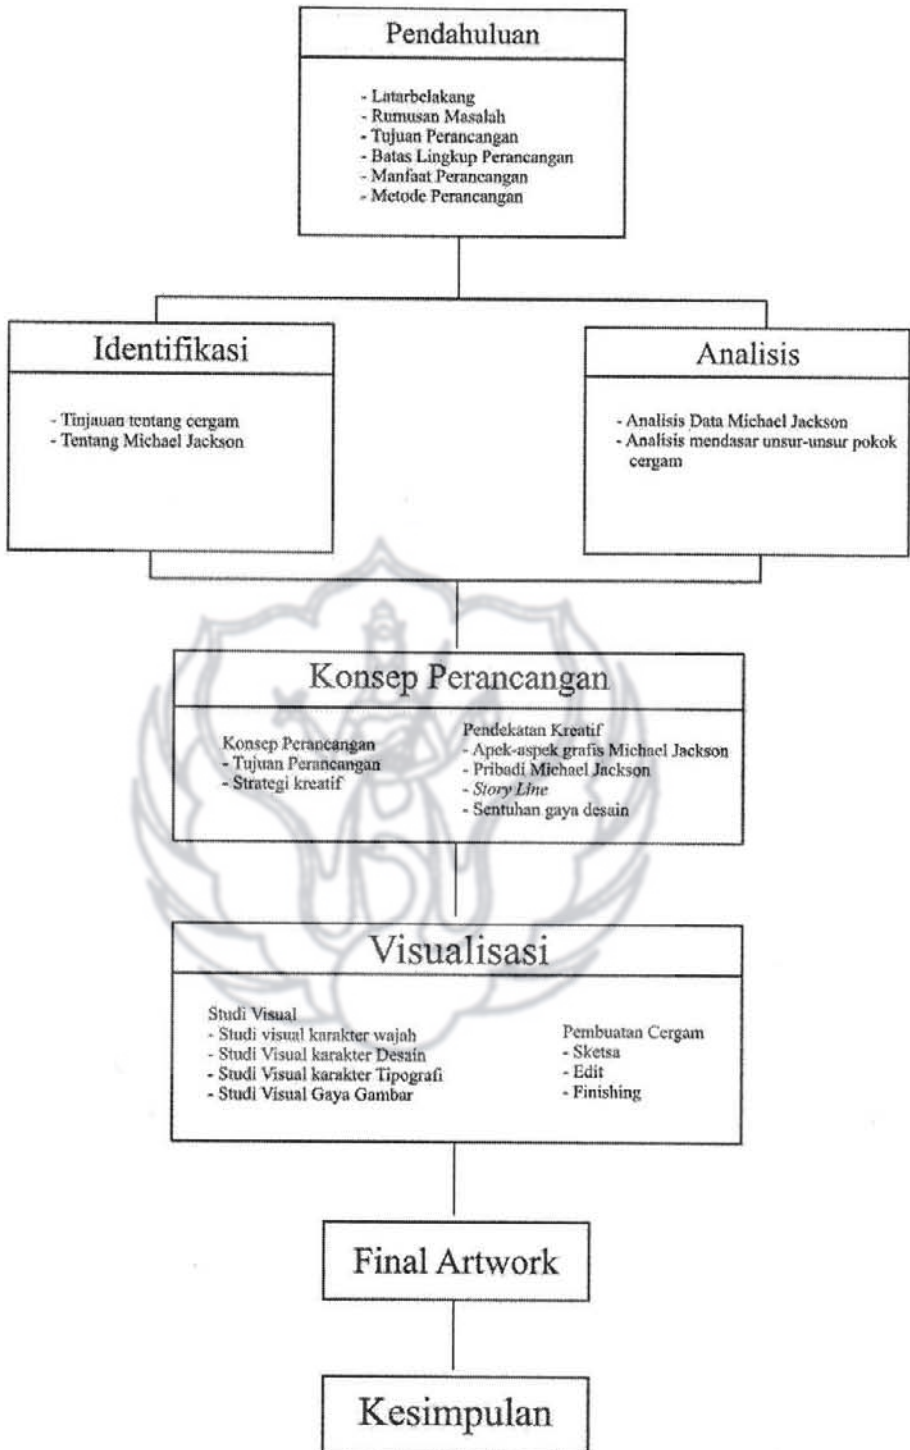 Pendahuluan
- Latarbelakang
- Rumusan Masalah
- Tujuan Perancangan
- Batas Lingkup Perancangan
- Manfaat Perancangan
- Metode Perancangan
Identifikasi
- Tinjauan tentang cergam
- Tentang Michael Jackson
Analisis
- Analisis Data Michael Jackson
- Analisis mendasar unsur-unsur pokok
cergam
Konsep Perancangan
Konsep Perancangan
- Tujuan Perancangan
- Strategi kreatif
Pendekatan Kreatif
- Apek-aspek grafis Michael Jackson
- Pribadi Michael Jackson
- Story Line
- Sentuhan gaya desain
Visualisasi
Studi Visual
- Studi visual karakter wajah
- Studi Visual karakter Desain
- Studi Visual karakter Tipografi
- Studi Visual Gaya Gambar
Pembuatan Cergam
- Sketsa
- Edit
- Finishing
Final Artwork
Kesimpulan